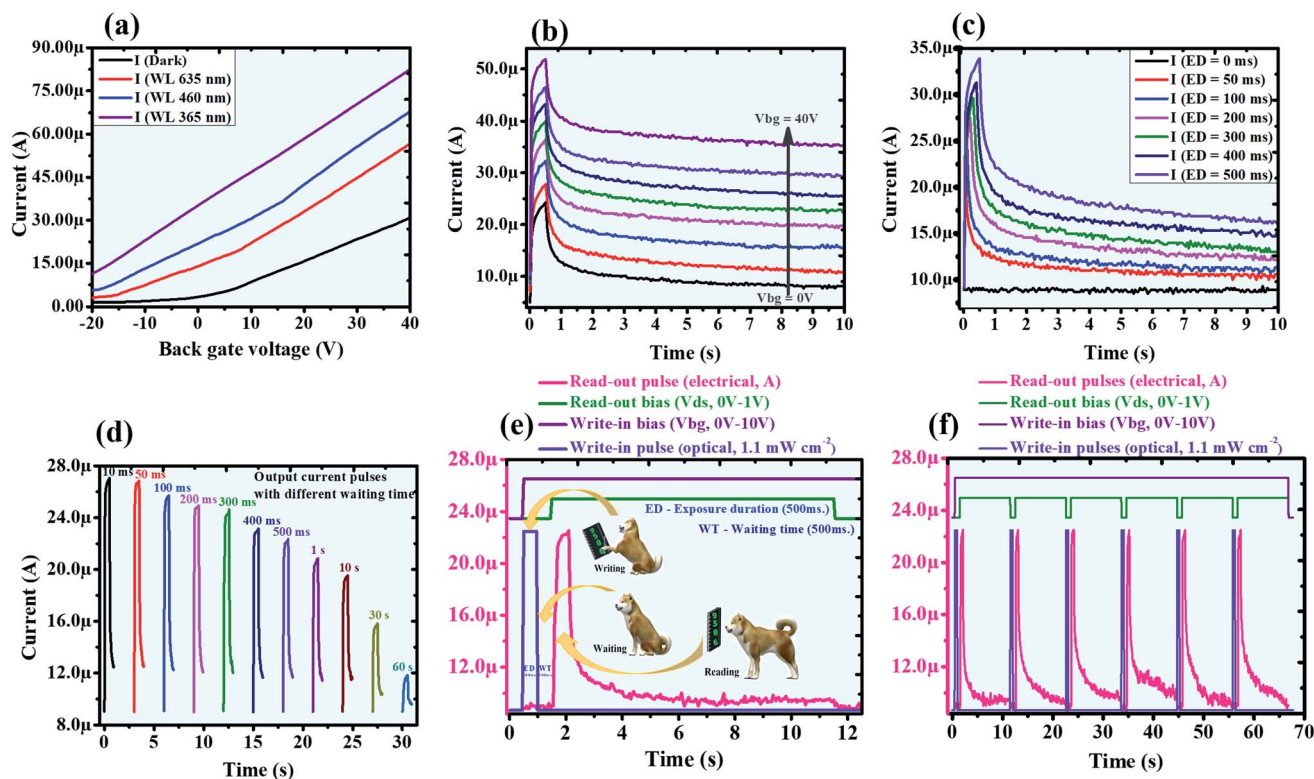 (a)
90.00µ
75.00µ
60.00µ
45.00µ
30.00µ
15.00µ
0.00
Current (A)
I (Dark)
I (WL 635 nm)
I (WL 460 nm)
I (WL 365 nm)
-20 -10 0 10 20 30 40
Back gate voltage (V)
(b)
50.0µ
40.0µ
30.0µ
20.0µ
10.0µ
Current (A)
Vbg = 40V
Vbg = 0V
0 1 2 3 4 5 6 7 8 9 10
Time (s)
(c)
35.0µ
30.0µ
25.0µ
20.0µ
15.0µ
10.0µ
Current (A)
I (ED = 0 ms)
I (ED = 50 ms)
I (ED = 100 ms)
I (ED = 200 ms)
I (ED = 300 ms)
I (ED = 400 ms)
I (ED = 500 ms)
0 1 2 3 4 5 6 7 8 9 10
Time (s)
(d)
28.0µ
24.0µ
20.0µ
16.0µ
12.0µ
8.0µ
Current (A)
Output current pulses
with different waiting time
10 ms
50 ms
100 ms
200 ms
300 ms
400 ms
500 ms
1 s
10 s
30 s
60 s
0 5 10 15 20 25 30
Time (s)
Read-out pulse (electrical, A)
Read-out bias (Vds, 0V-1V)
Write-in bias (Vbg, 0V-10V)
Write-in pulse (optical, 1.1 mW cm-2)
(e)
28.0µ
24.0µ
20.0µ
16.0µ
12.0µ
Current (A)
ED - Exposure duration (500ms.)
WT - Waiting time (500ms.)
Writing
Waiting
Reading
ED WT
0 2 4 6 8 10 12
Time (s)
Read-out pulses (electrical, A)
Read-out bias (Vds, 0V-1V)
Write-in bias (Vbg, 0V-10V)
Write-in pulses (optical, 1.1 mW cm-2)
(f)
28.0µ
24.0µ
20.0µ
16.0µ
12.0µ
Current (A)
0 10 20 30 40 50 60 70
Time (s)